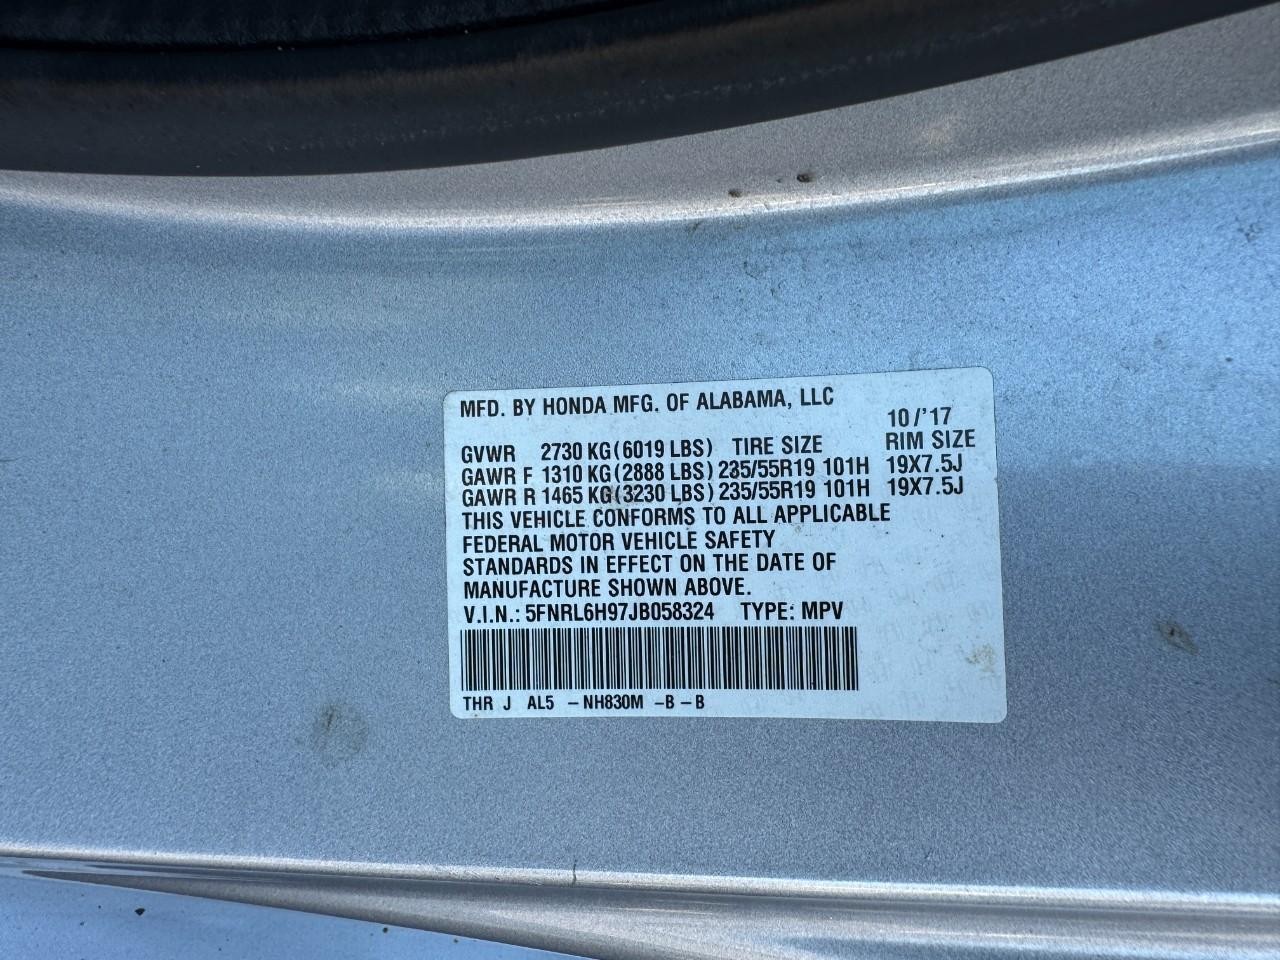 MFD. BY HONDA MFG. OF ALABAMA, LLC
10/'17
GVWR 2730 KG(6019 LBS) TIRE SIZE RIM SIZE
GAWR F 1310 KG(2888 LBS) 235/55R19 101H 19X7.5J
GAWR R 1465 KG(3230 LBS) 235/55R19 101H 19X7.5J
THIS VEHICLE CONFORMS TO ALL APPLICABLE
FEDERAL MOTOR VEHICLE SAFETY
STANDARDS IN EFFECT ON THE DATE OF
MANUFACTURE SHOWN ABOVE.
V.I.N.: 5FNRL6H97JB058324 TYPE: MPV
THR J AL5 -NH830M -B-B